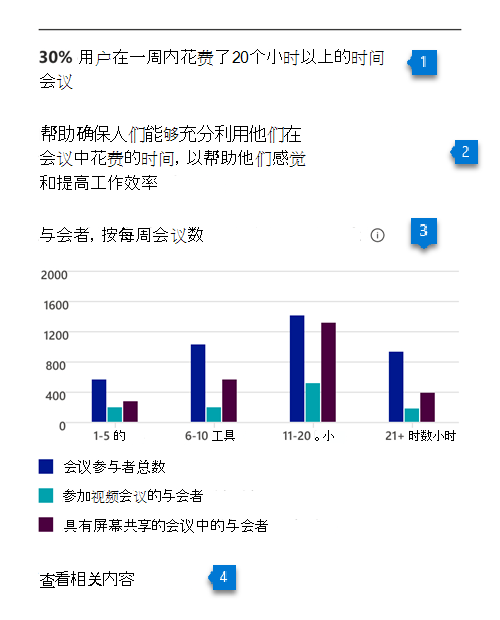 30% 用户在一周内花费了20个小时以上的时间
会议
1
帮助确保人们能够充分利用他们在
会议中花费的时间, 以帮助他们感觉
和提高工作效率
2
与会者, 按每周会议数
3
2000
1600
1200
800
400
0
1-5 的 6-10 工具 11-20 。小 21+ 时数小时
会议参与者总数
参加视频会议的与会者
具有屏幕共享的会议中的与会者
查看相关内容
4